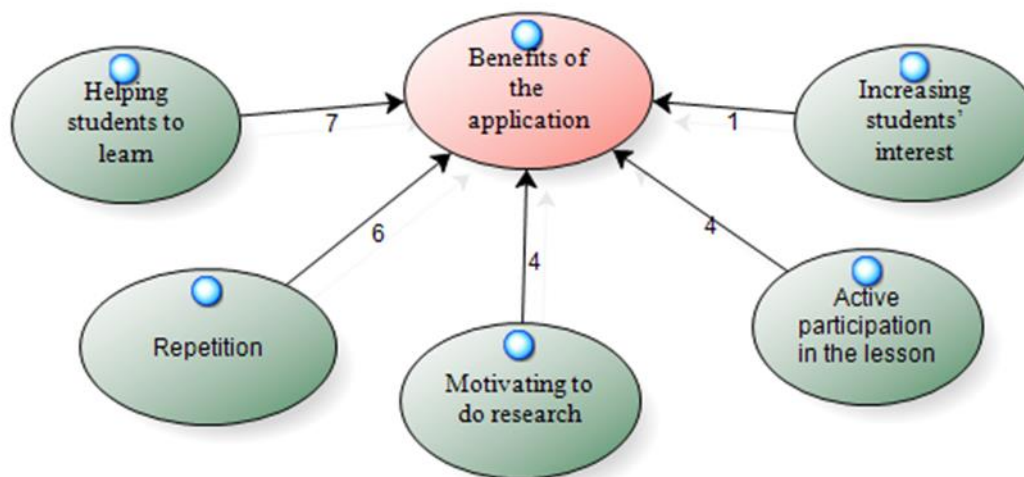 Benefits of
the
application
Helping
students to
learn
Increasing
students'
interest
7
1
6
4
4
Repetition
Motivating to
do research
Active
participation
in the lesson